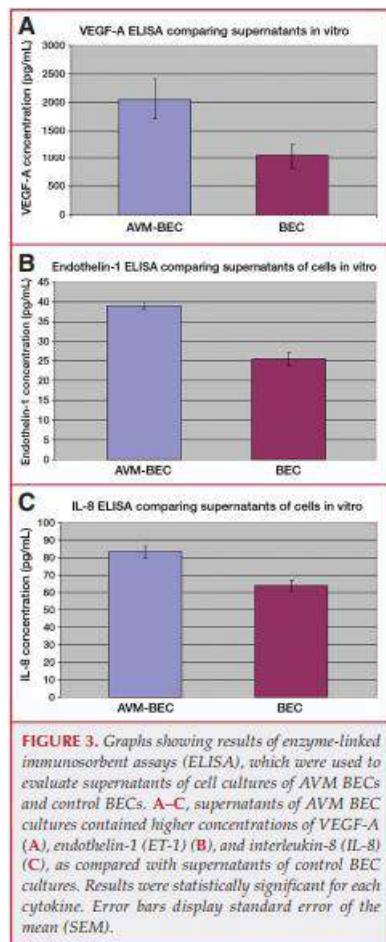 A
VEGF-A ELISA comparing supernatants in vitro
VEGF-A concentration (pg/mL)
3000
2500
2000
1500
1000
500
0
AVM-BEC
BEC
B
Endothelin-1 ELISA comparing supernatants of cells in vitro
Endothelin-1 concentration (pg/mL)
45
40
35
30
25
20
15
10
5
0
AVM-BEC
BEC
C
IL-8 ELISA comparing supernatants of cells in vitro
IL-8 concentration (pg/mL)
100
90
80
70
60
50
40
30
20
10
0
AVM-BEC
BEC
FIGURE 3. Graphs showing results of enzyme-linked
immunosorbent assays (ELISA), which were used to
evaluate supernatants of cell cultures of AVM BECs
and control BECs. A–C, supernatants of AVM BEC
cultures contained higher concentrations of VEGF-A
(A), endothelin-1 (ET-1) (B), and interleukin-8 (IL-8)
(C), as compared with supernatants of control BEC
cultures. Results were statistically significant for each
cytokine. Error bars display standard error of the
mean (SEM).